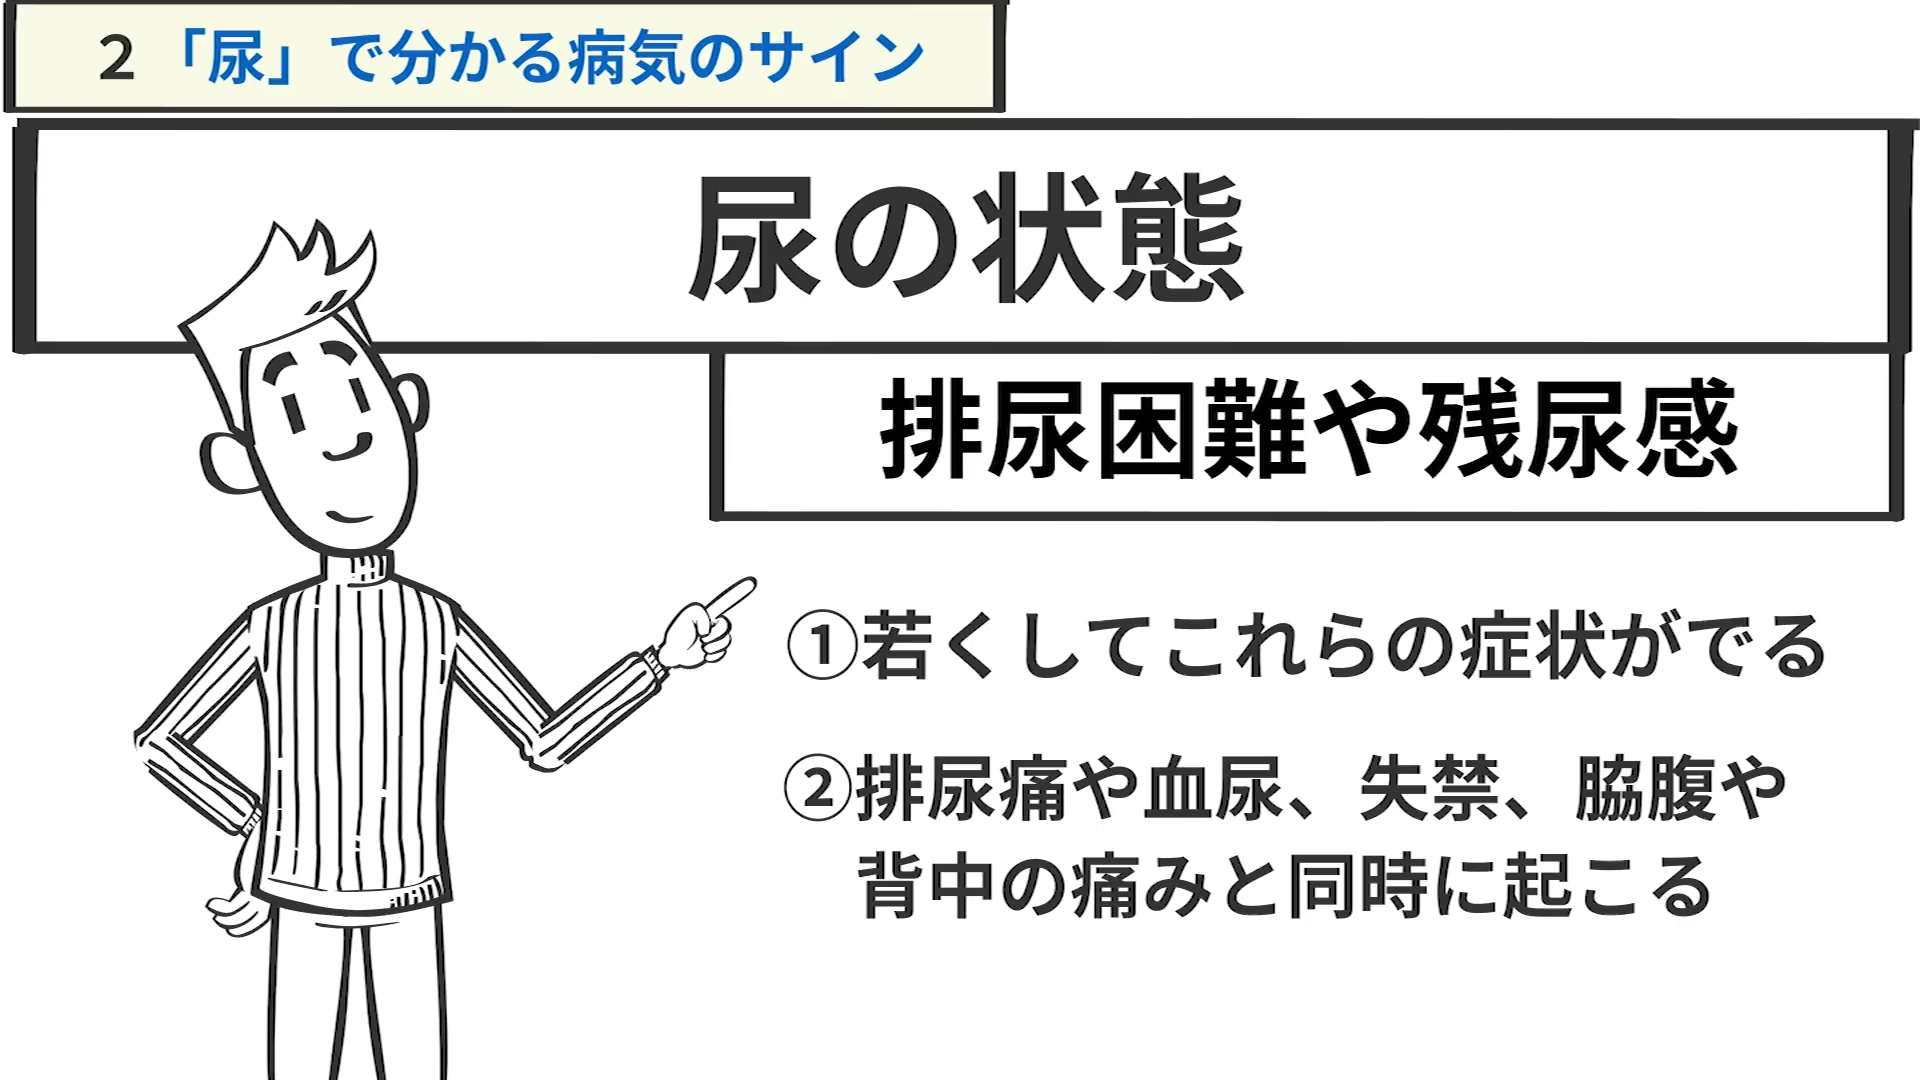 ２「尿」で分かる病気のサイン
尿の状態
排尿困難や残尿感
①若くしてこれらの症状がでる
②排尿痛や血尿、失禁、脇腹や
背中の痛みと同時に起こる